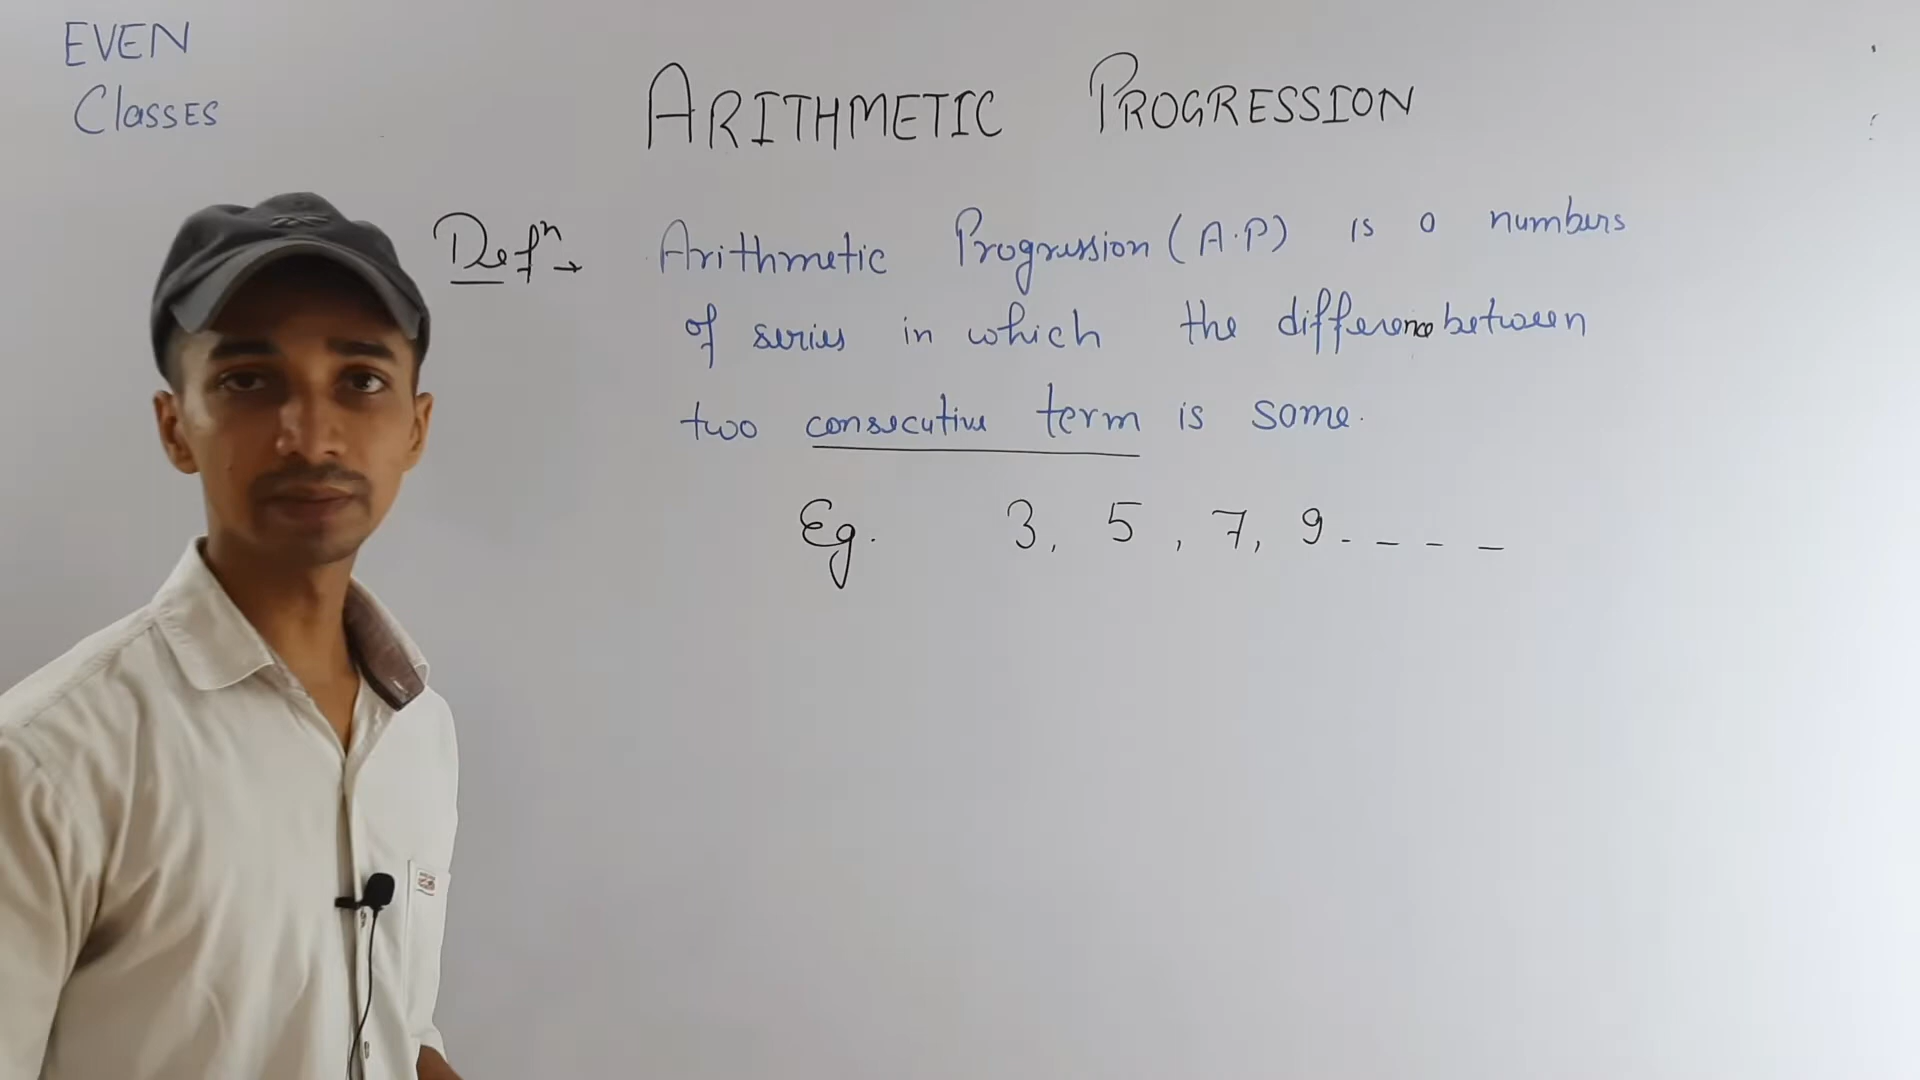 EVEN
Classes
ARITHMETIC PROGRESSION
Defⁿ → Arithmetic Progression (A.P) is a numbers
of series in which the difference between
two consecutive term is same.
Eg. 3, 5, 7, 9 - - - -